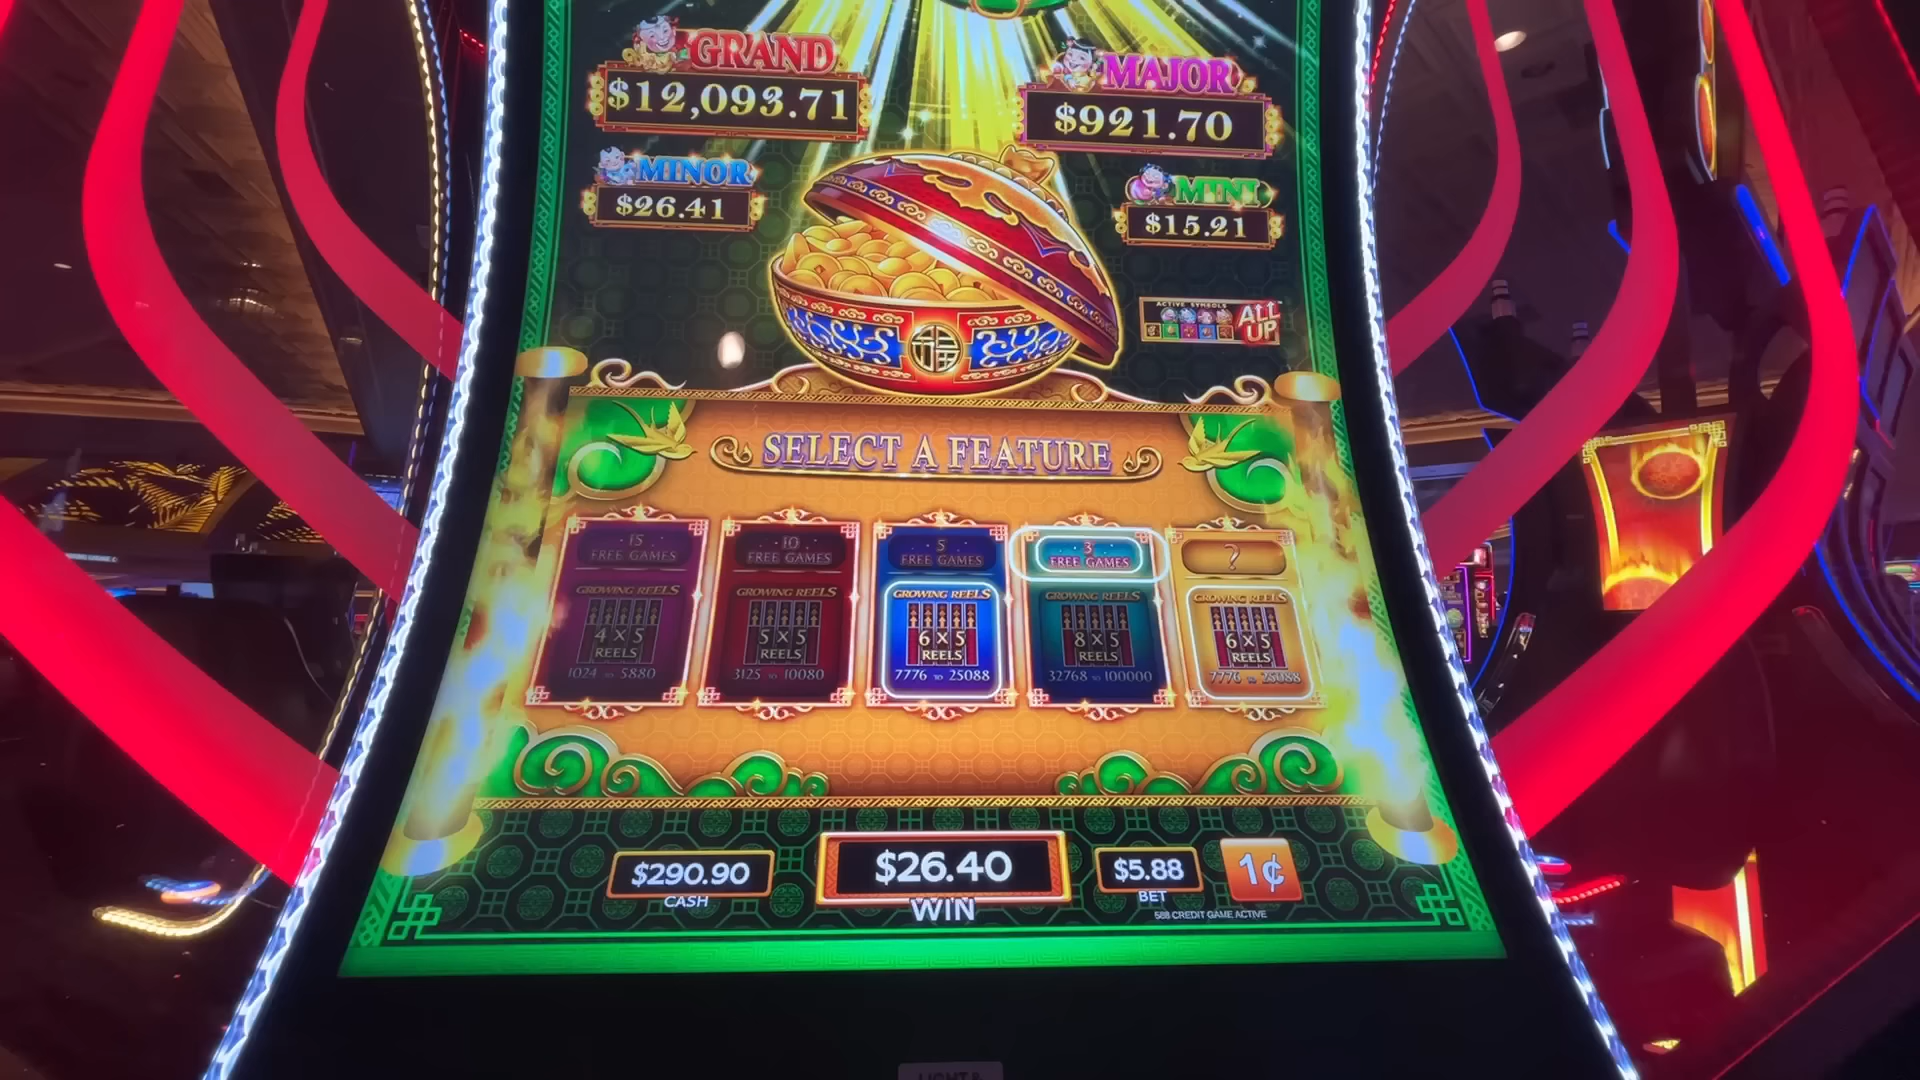 GRAND
$12,093.71
MAJOR
$921.70
MINOR
$26.41
MINI
$15.21
福
ACTIVE SYMBOLS
ALL UP
SELECT A FEATURE
15
FREE GAMES
GROWING REELS
4 X 5
REELS
1024 TO 5880
10
FREE GAMES
GROWING REELS
5 X 5
REELS
3125 TO 10080
5
FREE GAMES
GROWING REELS
6 X 5
REELS
7776 TO 25088
3
FREE GAMES
GROWING REELS
8 X 5
REELS
32768 TO 100000
?
GROWING REELS
6 X 5
REELS
7776 TO 25088
$290.90
CASH
$26.40
WIN
$5.88
BET
1¢
588 CREDIT GAME ACTIVE